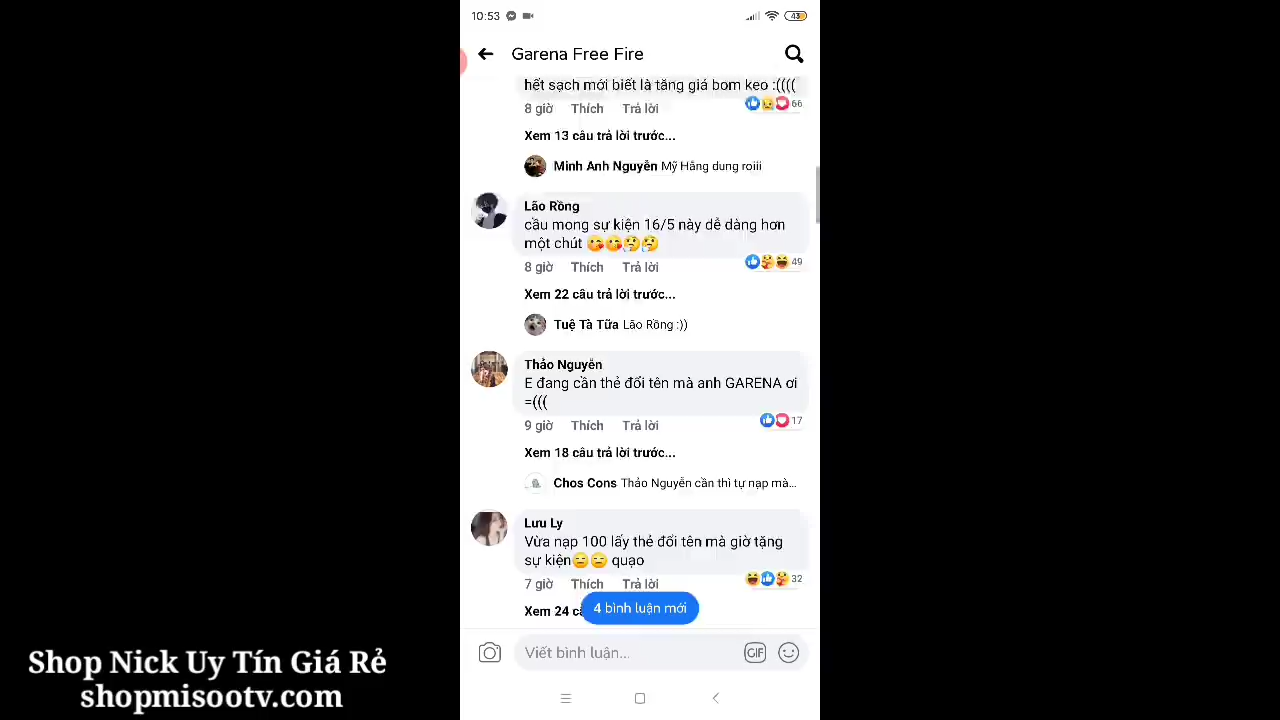 10:53
43
Garena Free Fire
hết sạch mới biết là tăng giá bom keo :((((
8 giờ Thích Trả lời 66
Xem 13 câu trả lời trước...
Minh Anh Nguyễn Mỹ Hằng dung roiii
Lão Rồng
cầu mong sự kiện 16/5 này dễ dàng hơn
một chút 😋😋🤔🤔
8 giờ Thích Trả lời 49
Xem 22 câu trả lời trước...
Tuệ Tà Tữa Lão Rồng :))
Thảo Nguyễn
E đang cần thẻ đổi tên mà anh GARENA ơi
=(((
9 giờ Thích Trả lời 17
Xem 18 câu trả lời trước...
Chos Cons Thảo Nguyễn cần thì tự nạp mà...
Lưu Ly
Vừa nạp 100 lấy thẻ đổi tên mà giờ tặng
sự kiện😑😑 quạo
7 giờ Thích Trả lời 32
Xem 24 câ
4 bình luận mới
Viết bình luận...
GIF
Shop Nick Uy Tín Giá Rẻ
shopmisootv.com